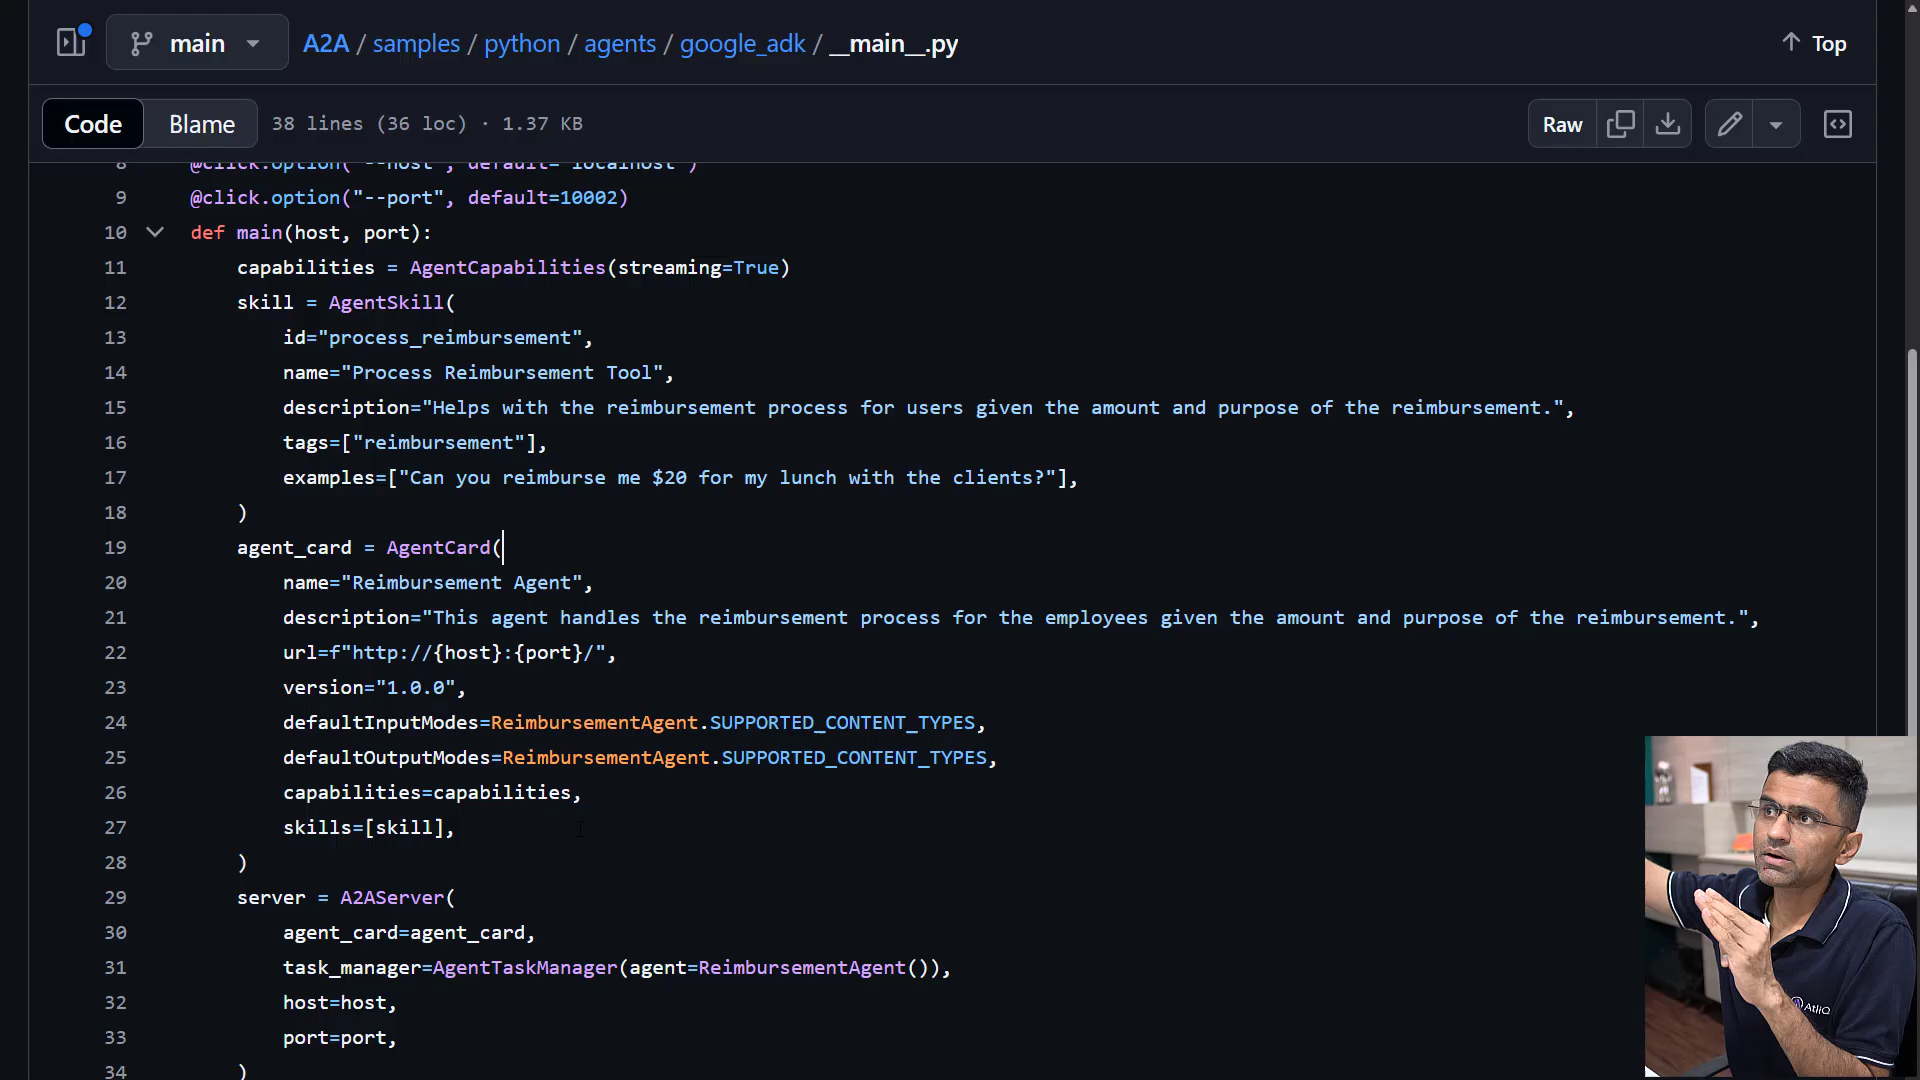 main
A2A / samples / python / agents / google_adk / __main__.py
Top
Code
Blame
38 lines (36 loc) · 1.37 KB
Raw
8 @click.option("--host", default="localhost")
9 @click.option("--port", default=10002)
10 def main(host, port):
11 capabilities = AgentCapabilities(streaming=True)
12 skill = AgentSkill(
13 id="process_reimbursement",
14 name="Process Reimbursement Tool",
15 description="Helps with the reimbursement process for users given the amount and purpose of the reimbursement.",
16 tags=["reimbursement"],
17 examples=["Can you reimburse me $20 for my lunch with the clients?"],
18 )
19 agent_card = AgentCard(
20 name="Reimbursement Agent",
21 description="This agent handles the reimbursement process for the employees given the amount and purpose of the reimbursement.",
22 url=f"http://{host}:{port}/",
23 version="1.0.0",
24 defaultInputModes=ReimbursementAgent.SUPPORTED_CONTENT_TYPES,
25 defaultOutputModes=ReimbursementAgent.SUPPORTED_CONTENT_TYPES,
26 capabilities=capabilities,
27 skills=[skill],
28 )
29 server = A2AServer(
30 agent_card=agent_card,
31 task_manager=AgentTaskManager(agent=ReimbursementAgent()),
32 host=host,
33 port=port,
34 )
AtliQ